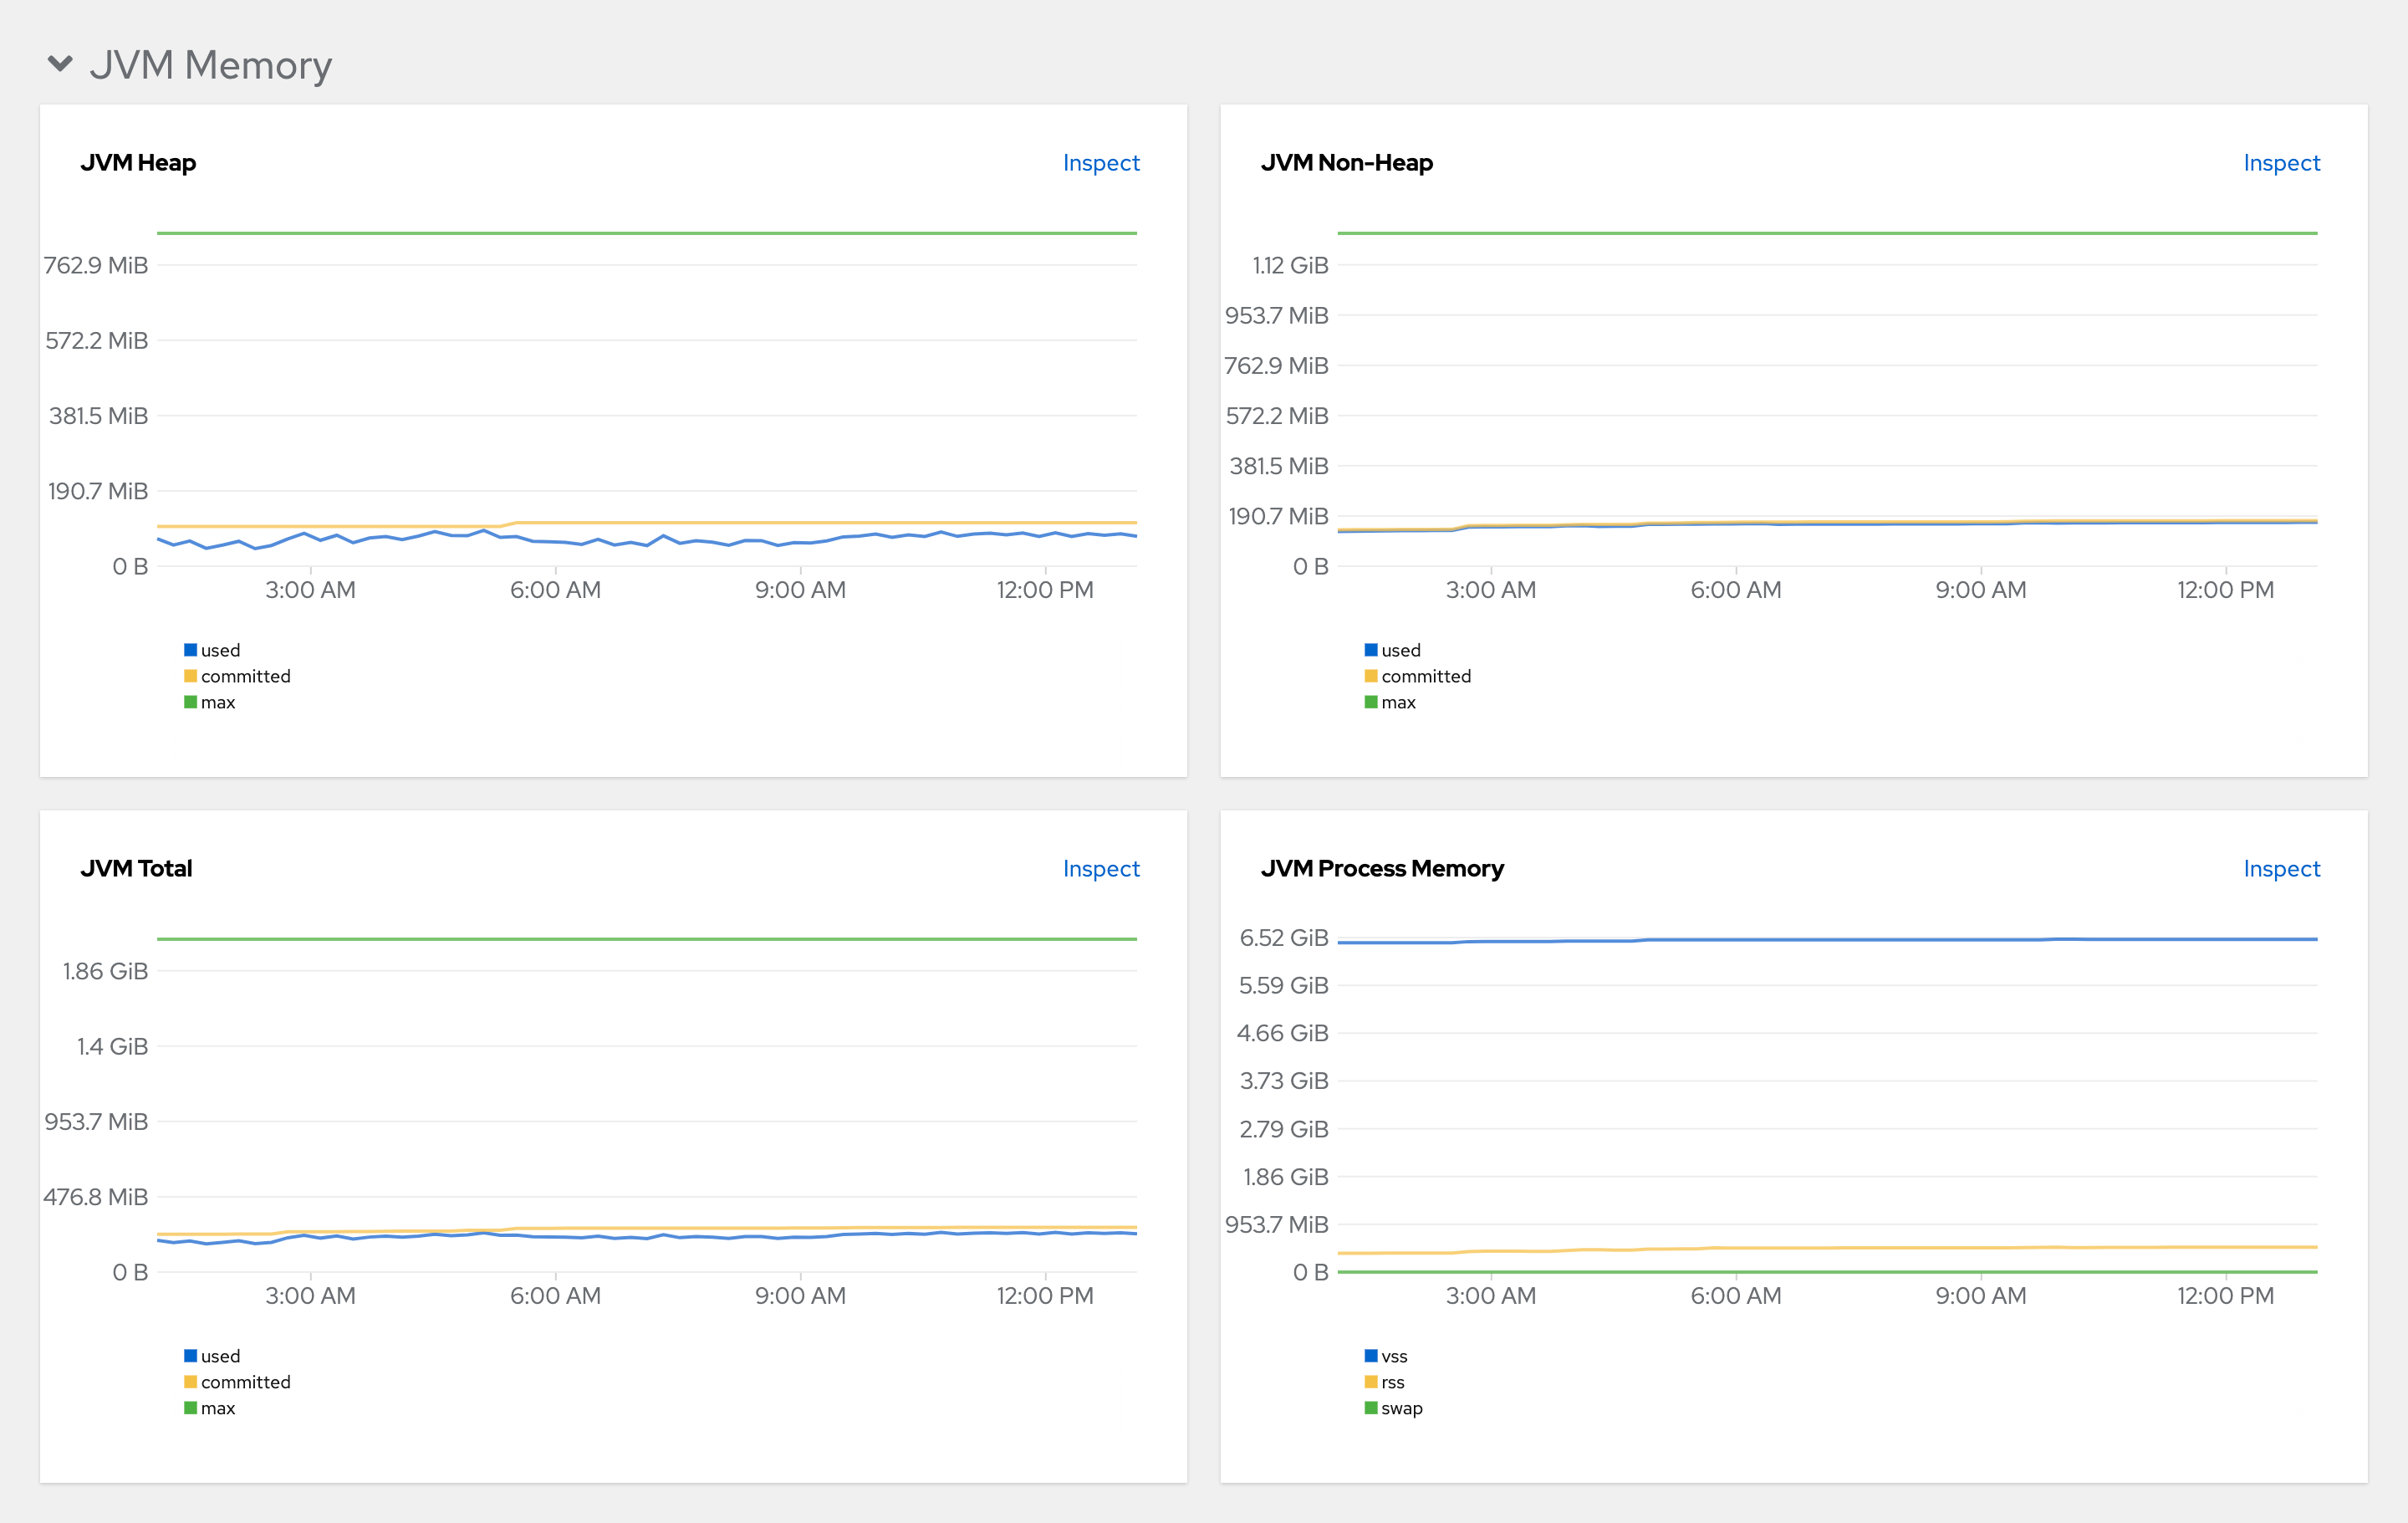 JVM Memory
JVM Heap
Inspect
762.9 MiB
572.2 MiB
381.5 MiB
190.7 MiB
0 B
3:00 AM
6:00 AM
9:00 AM
12:00 PM
used
committed
max
JVM Non-Heap
Inspect
1.12 GiB
953.7 MiB
762.9 MiB
572.2 MiB
381.5 MiB
190.7 MiB
0 B
3:00 AM
6:00 AM
9:00 AM
12:00 PM
used
committed
max
JVM Total
Inspect
1.86 GiB
1.4 GiB
953.7 MiB
476.8 MiB
0 B
3:00 AM
6:00 AM
9:00 AM
12:00 PM
used
committed
max
JVM Process Memory
Inspect
6.52 GiB
5.59 GiB
4.66 GiB
3.73 GiB
2.79 GiB
1.86 GiB
953.7 MiB
0 B
3:00 AM
6:00 AM
9:00 AM
12:00 PM
vss
rss
swap